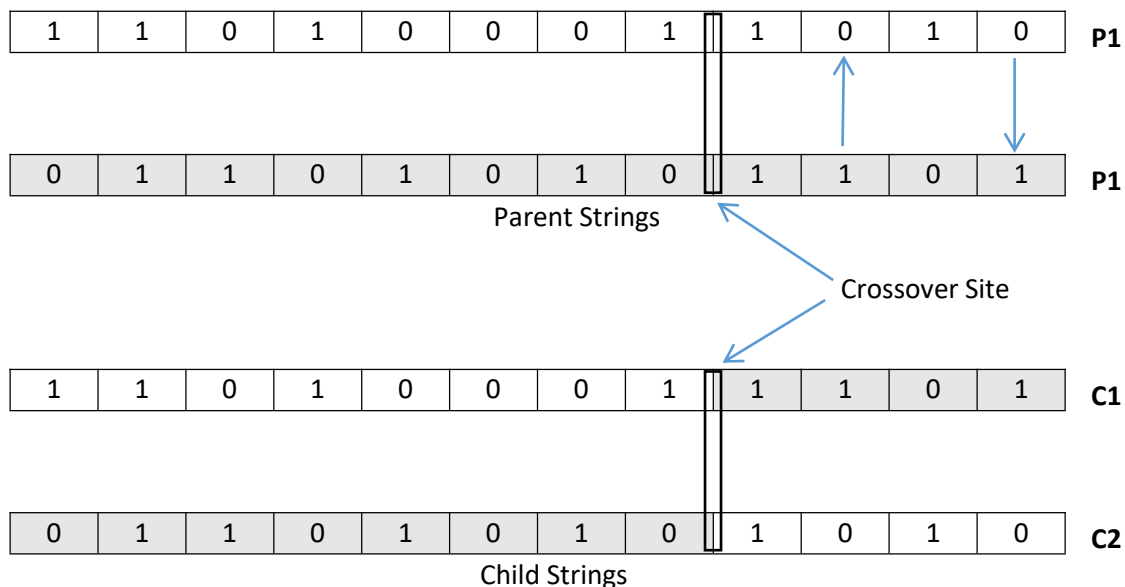 1 1 0 1 0 0 0 1 1 0 1 0 P1
0 1 1 0 1 0 1 0 1 1 0 1 P1
Parent Strings
Crossover Site
1 1 0 1 0 0 0 1 1 1 0 1 C1
0 1 1 0 1 0 1 0 1 0 1 0 C2
Child Strings